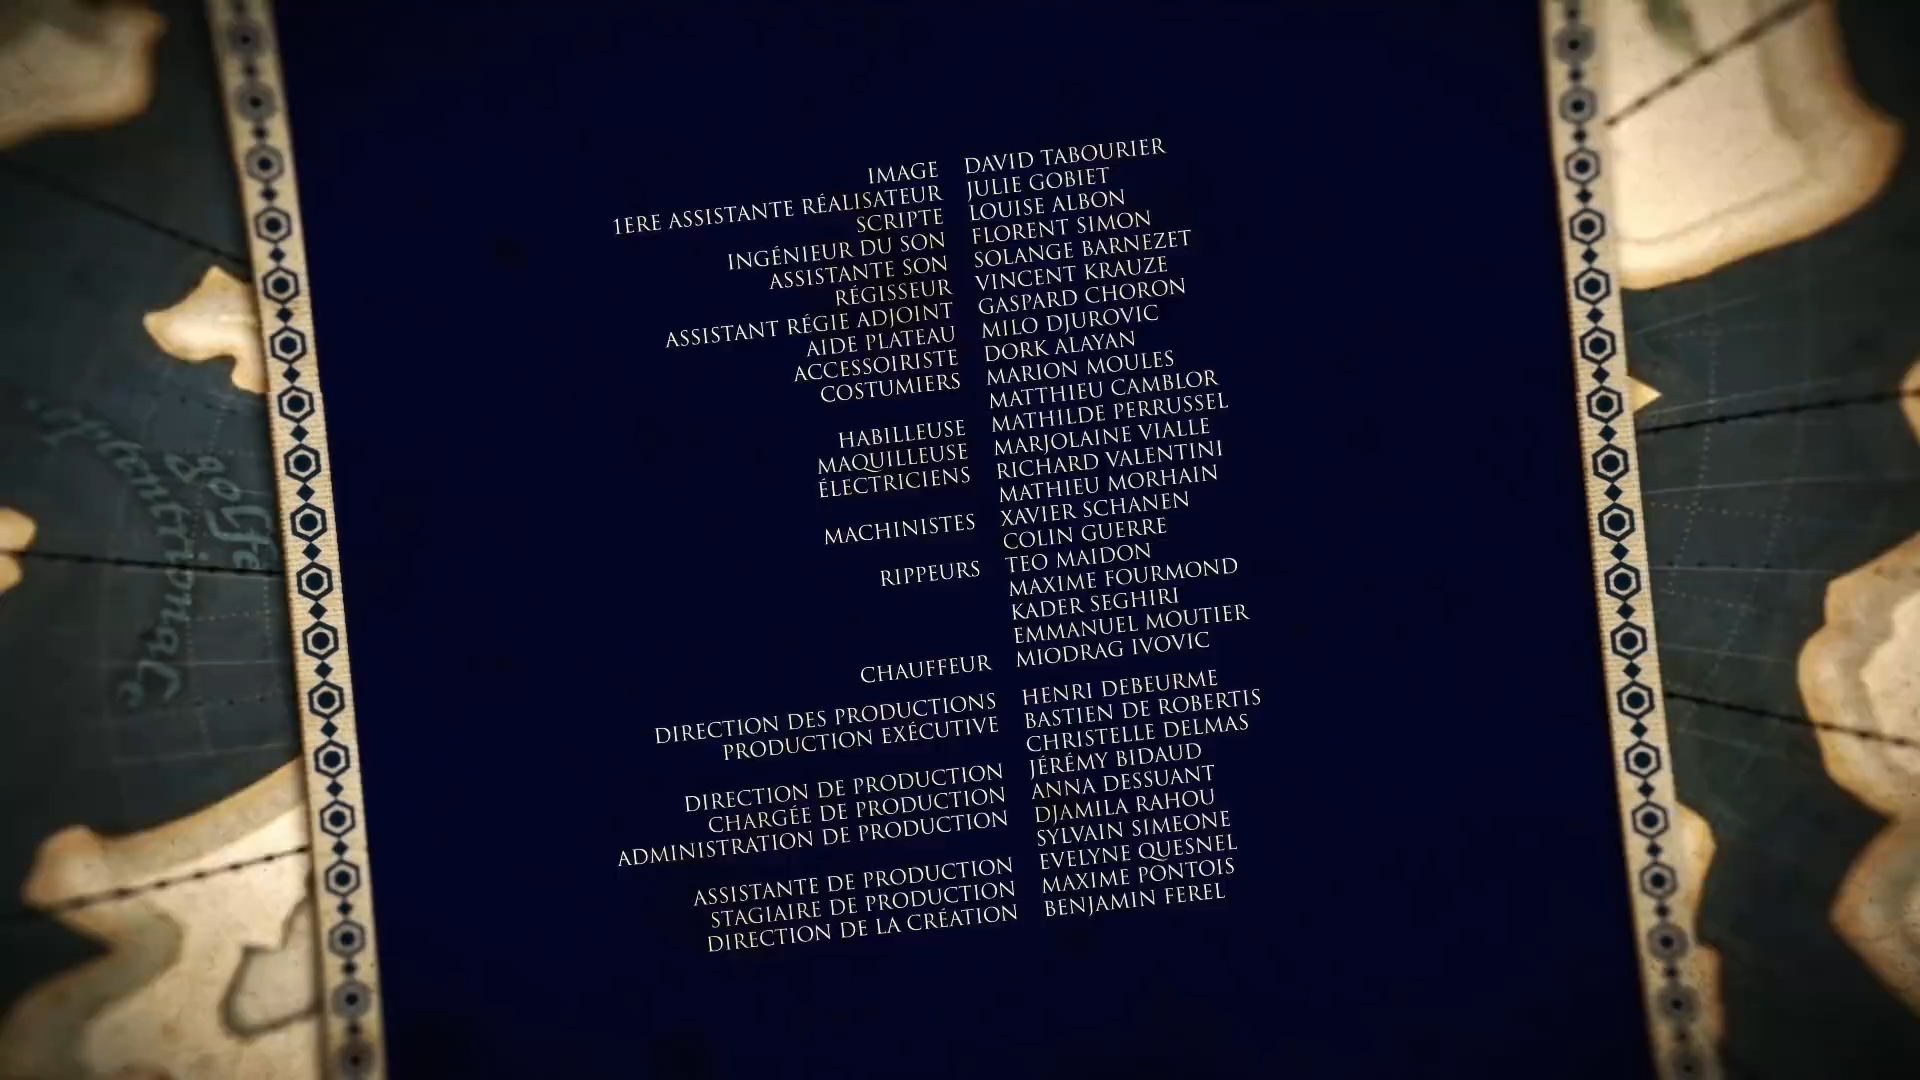 IMAGE DAVID TABOURIER
1ERE ASSISTANTE RÉALISATEUR JULIE GOBIET
SCRIPTE LOUISE ALBON
INGÉNIEUR DU SON FLORENT SIMON
ASSISTANTE SON SOLANGE BARNEZET
RÉGISSEUR VINCENT KRAUZE
ASSISTANT RÉGIE ADJOINT GASPARD CHORON
AIDE PLATEAU MILO DJUROVIC
ACCESSOIRISTE DORK ALAYAN
COSTUMIERS MARION MOULES
MATTHIEU CAMBLOR
HABILLEUSE MATHILDE PERRUSSEL
MAQUILLEUSE MARJOLAINE VIALLE
ÉLECTRICIENS RICHARD VALENTINI
MATHIEU MORHAIN
MACHINISTES XAVIER SCHANEN
COLIN GUERRE
RIPPEURS TEO MAIDON
MAXIME FOURMOND
KADER SEGHIRI
EMMANUEL MOUTIER
CHAUFFEUR MIODRAG IVOVIC
DIRECTION DES PRODUCTIONS HENRI DEBEURME
PRODUCTION EXÉCUTIVE BASTIEN DE ROBERTIS
CHRISTELLE DELMAS
DIRECTION DE PRODUCTION JÉRÉMY BIDAUD
CHARGÉE DE PRODUCTION ANNA DESSUANT
ADMINISTRATION DE PRODUCTION DJAMILA RAHOU
SYLVAIN SIMEONE
ASSISTANTE DE PRODUCTION EVELYNE QUESNEL
STAGIAIRE DE PRODUCTION MAXIME PONTOIS
DIRECTION DE LA CRÉATION BENJAMIN FEREL
golfe